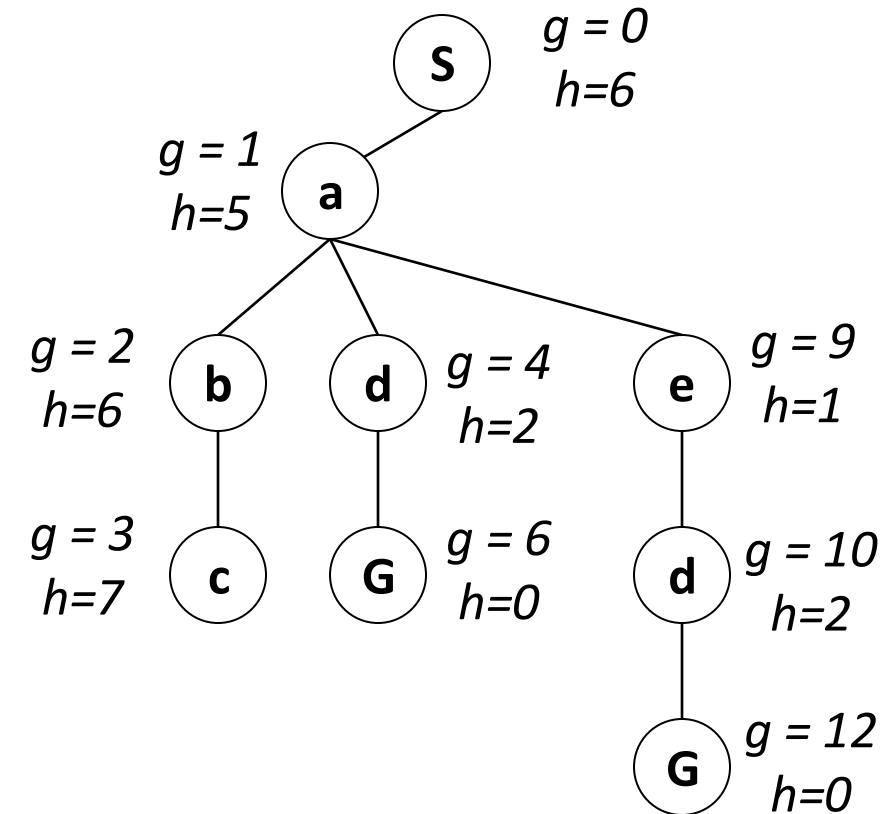 S
g = 0
h=6
g = 1
h=5
a
g = 2
h=6
b
d
g = 4
h=2
e
g = 9
h=1
g = 3
h=7
c
G
g = 6
h=0
d
g = 10
h=2
G
g = 12
h=0